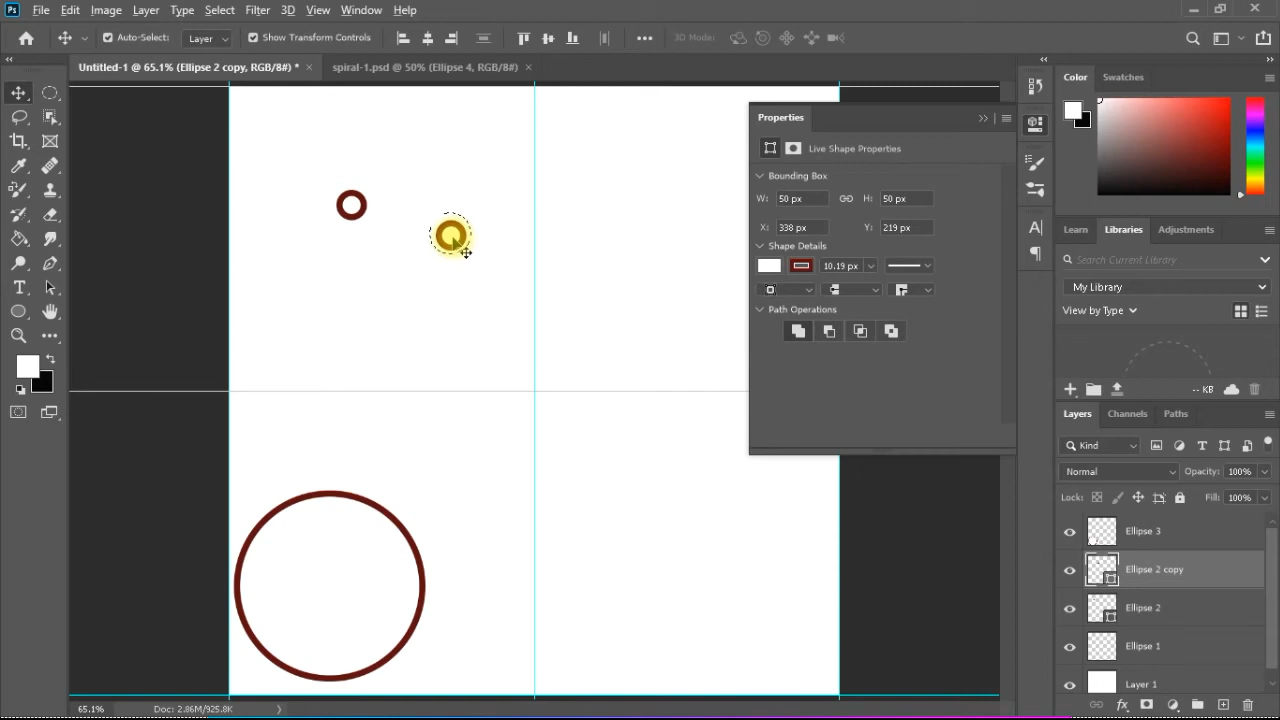 Ps File Edit Image Layer Type Select Filter 3D View Window Help
Auto-Select: Layer Show Transform Controls 3D Mode:
Untitled-1 @ 65.1% (Ellipse 2 copy, RGB/8#) * × spiral-1.psd @ 50% (Ellipse 4, RGB/8#) ×
Properties
Live Shape Properties
Bounding Box
W: 50 px H: 50 px
X: 338 px Y: 219 px
Shape Details
10.19 px
Path Operations
Color Swatches
Learn Libraries Adjustments
Search Current Library
My Library
View by Type
-- KB
Layers Channels Paths
Kind
Normal Opacity: 100%
Lock: Fill: 100%
Ellipse 3
Ellipse 2 copy
Ellipse 2
Ellipse 1
Layer 1
65.1% Doc: 2.86M/925.8K